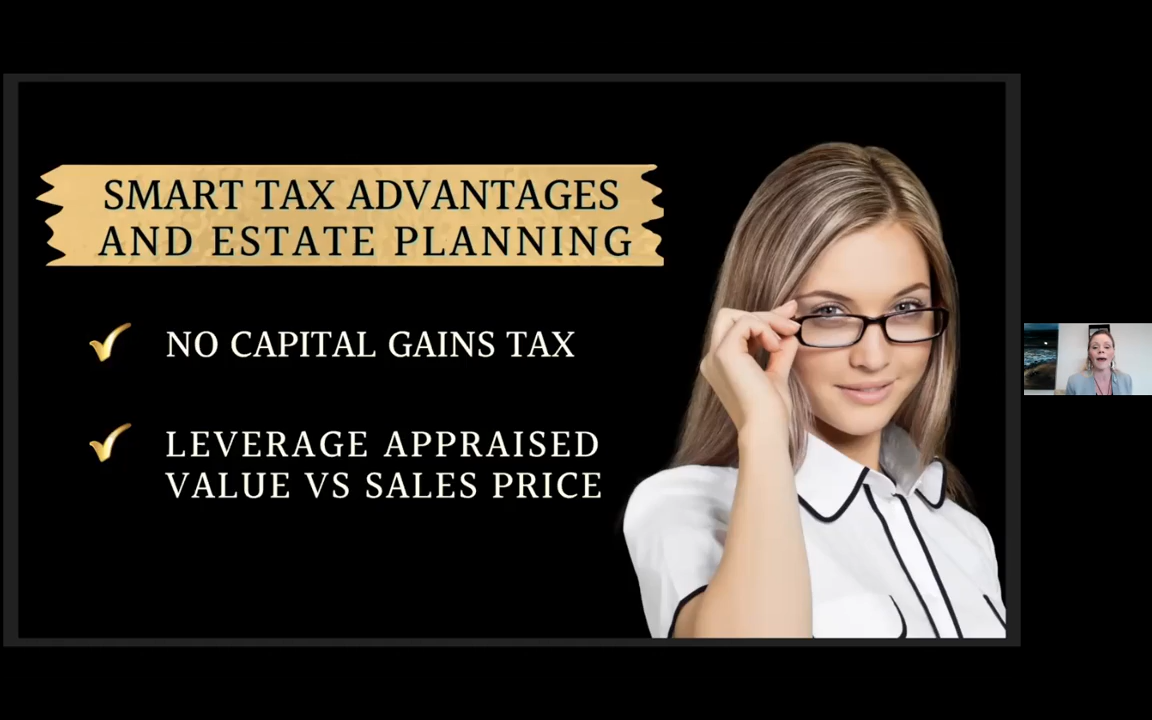 SMART TAX ADVANTAGES
AND ESTATE PLANNING
NO CAPITAL GAINS TAX
LEVERAGE APPRAISED
VALUE VS SALES PRICE